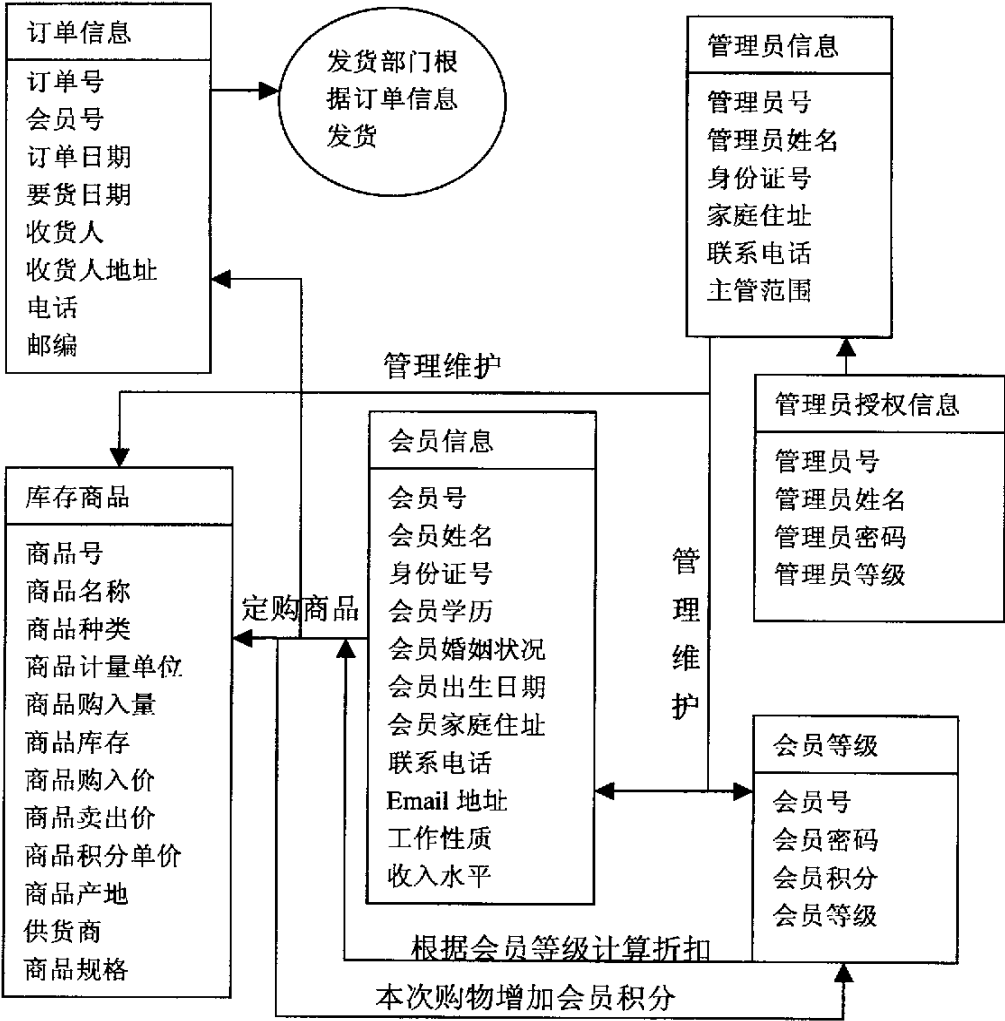 订单信息
订单号
会员号
订单日期
要货日期
收货人
收货人地址
电话
邮编
发货部门根
据订单信息
发货
管理员信息
管理员号
管理员姓名
身份证号
家庭住址
联系电话
主管范围
管理维护
管理员授权信息
管理员号
管理员姓名
管理员密码
管理员等级
会员信息
会员号
会员姓名
身份证号
会员学历
会员婚姻状况
会员出生日期
会员家庭住址
联系电话
Email 地址
工作性质
收入水平
库存商品
商品号
商品名称
商品种类
商品计量单位
商品购入量
商品库存
商品购入价
商品卖出价
商品积分单价
商品产地
供货商
商品规格
定购商品
管
理
维
护
会员等级
会员号
会员密码
会员积分
会员等级
根据会员等级计算折扣
本次购物增加会员积分